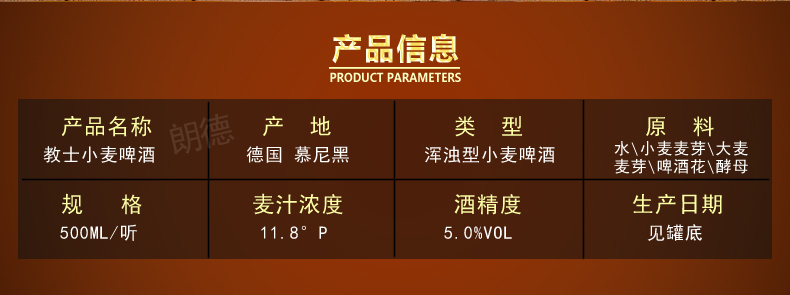 产品信息
PRODUCT PARAMETERS
产品名称
教士小麦啤酒
产 地
德国 慕尼黑
类 型
浑浊型小麦啤酒
原 料
水\小麦麦芽\大麦
麦芽\啤酒花\酵母
规 格
500ML/听
麦汁浓度
11.8°P
酒精度
5.0%VOL
生产日期
见罐底
朗德